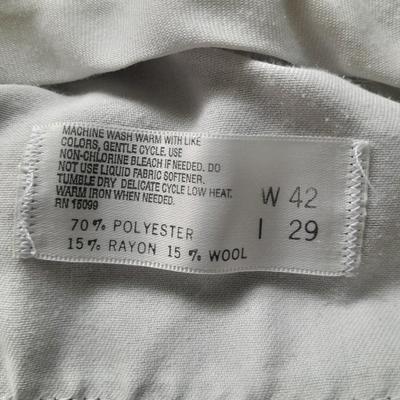 MACHINE WASH WARM WITH LIKE
COLORS, GENTLE CYCLE. USE
NON-CHLORINE BLEACH IF NEEDED. DO
NOT USE LIQUID FABRIC SOFTENER.
TUMBLE DRY DELICATE CYCLE LOW HEAT.
WARM IRON WHEN NEEDED.
RN 15099
70% POLYESTER
15% RAYON 15% WOOL
W 42
I 29